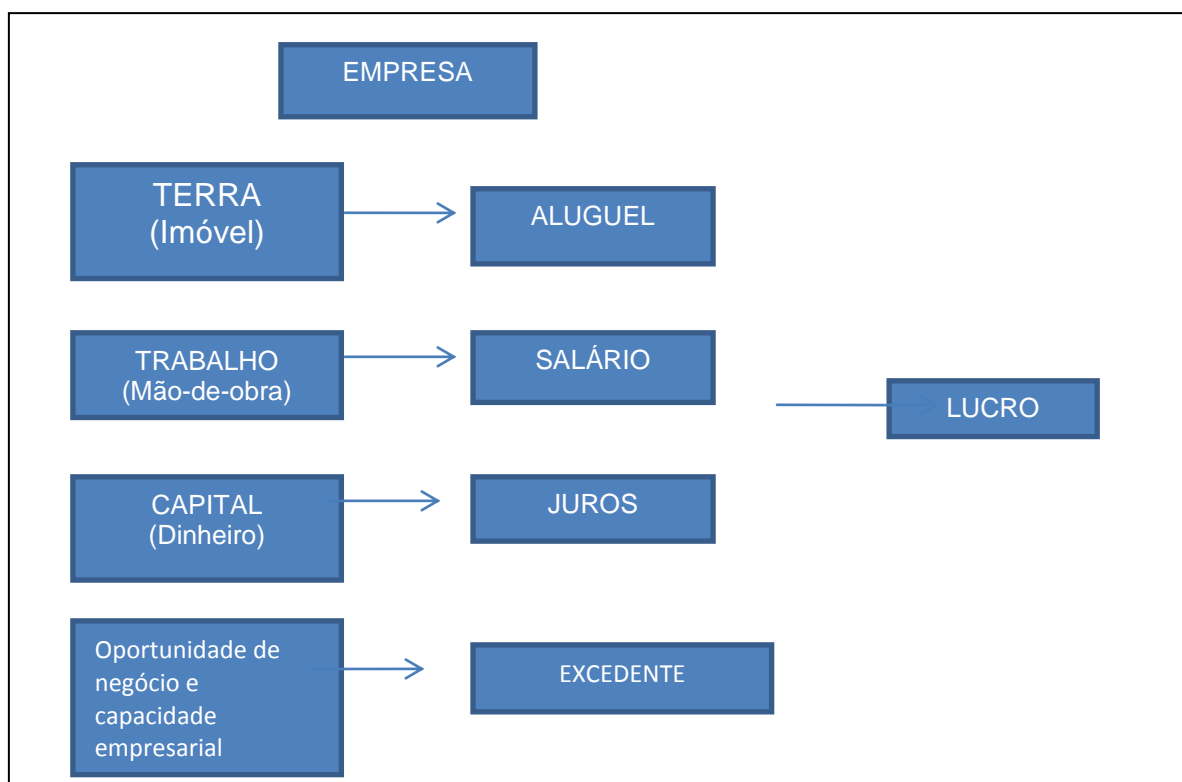 EMPRESA
TERRA
(Imóvel)
ALUGUEL
TRABALHO
(Mão-de-obra)
SALÁRIO
LUCRO
CAPITAL
(Dinheiro)
JUROS
Oportunidade de
negócio e
capacidade
empresarial
EXCEDENTE